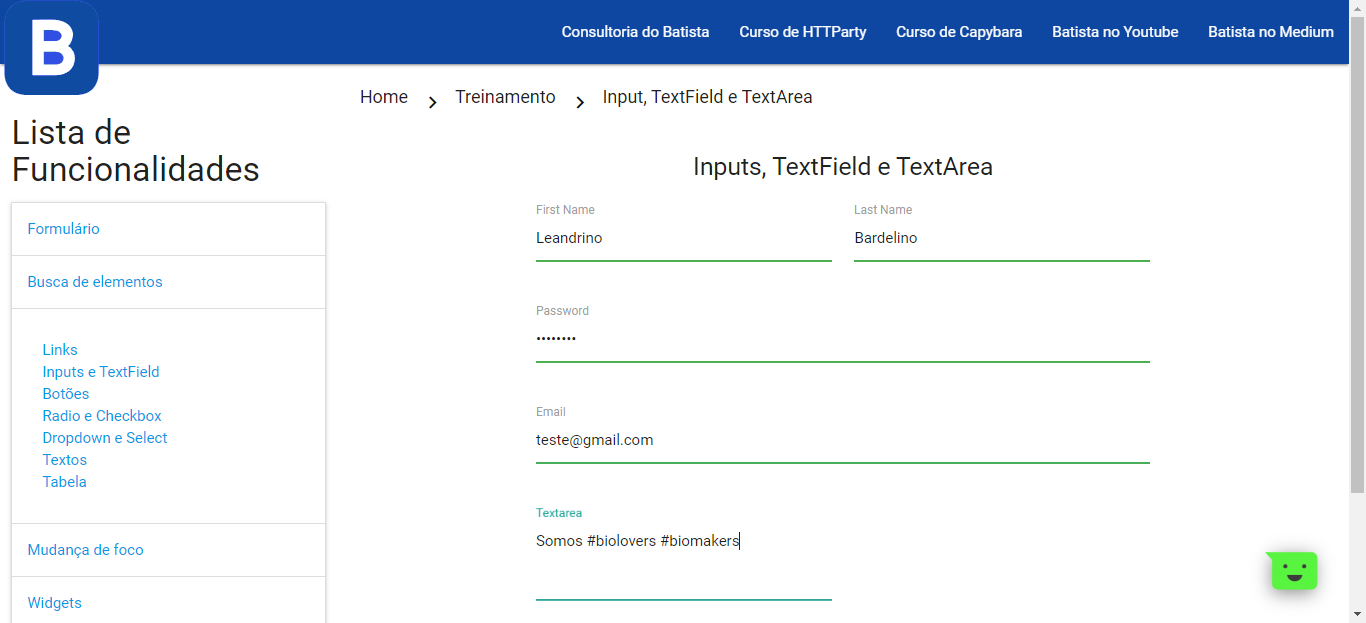 B
Consultoria do Batista
Curso de HTTParty
Curso de Capybara
Batista no Youtube
Batista no Medium
Home
Treinamento
Input, TextField e TextArea
Lista de
Funcionalidades
Formulário
Busca de elementos
Links
Inputs e TextField
Botões
Radio e Checkbox
Dropdown e Select
Textos
Tabela
Mudança de foco
Widgets
Inputs, TextField e TextArea
First Name
Leandrino
Last Name
Bardelino
Password
••••••••
Email
teste@gmail.com
Textarea
Somos #biolovers #biomakers